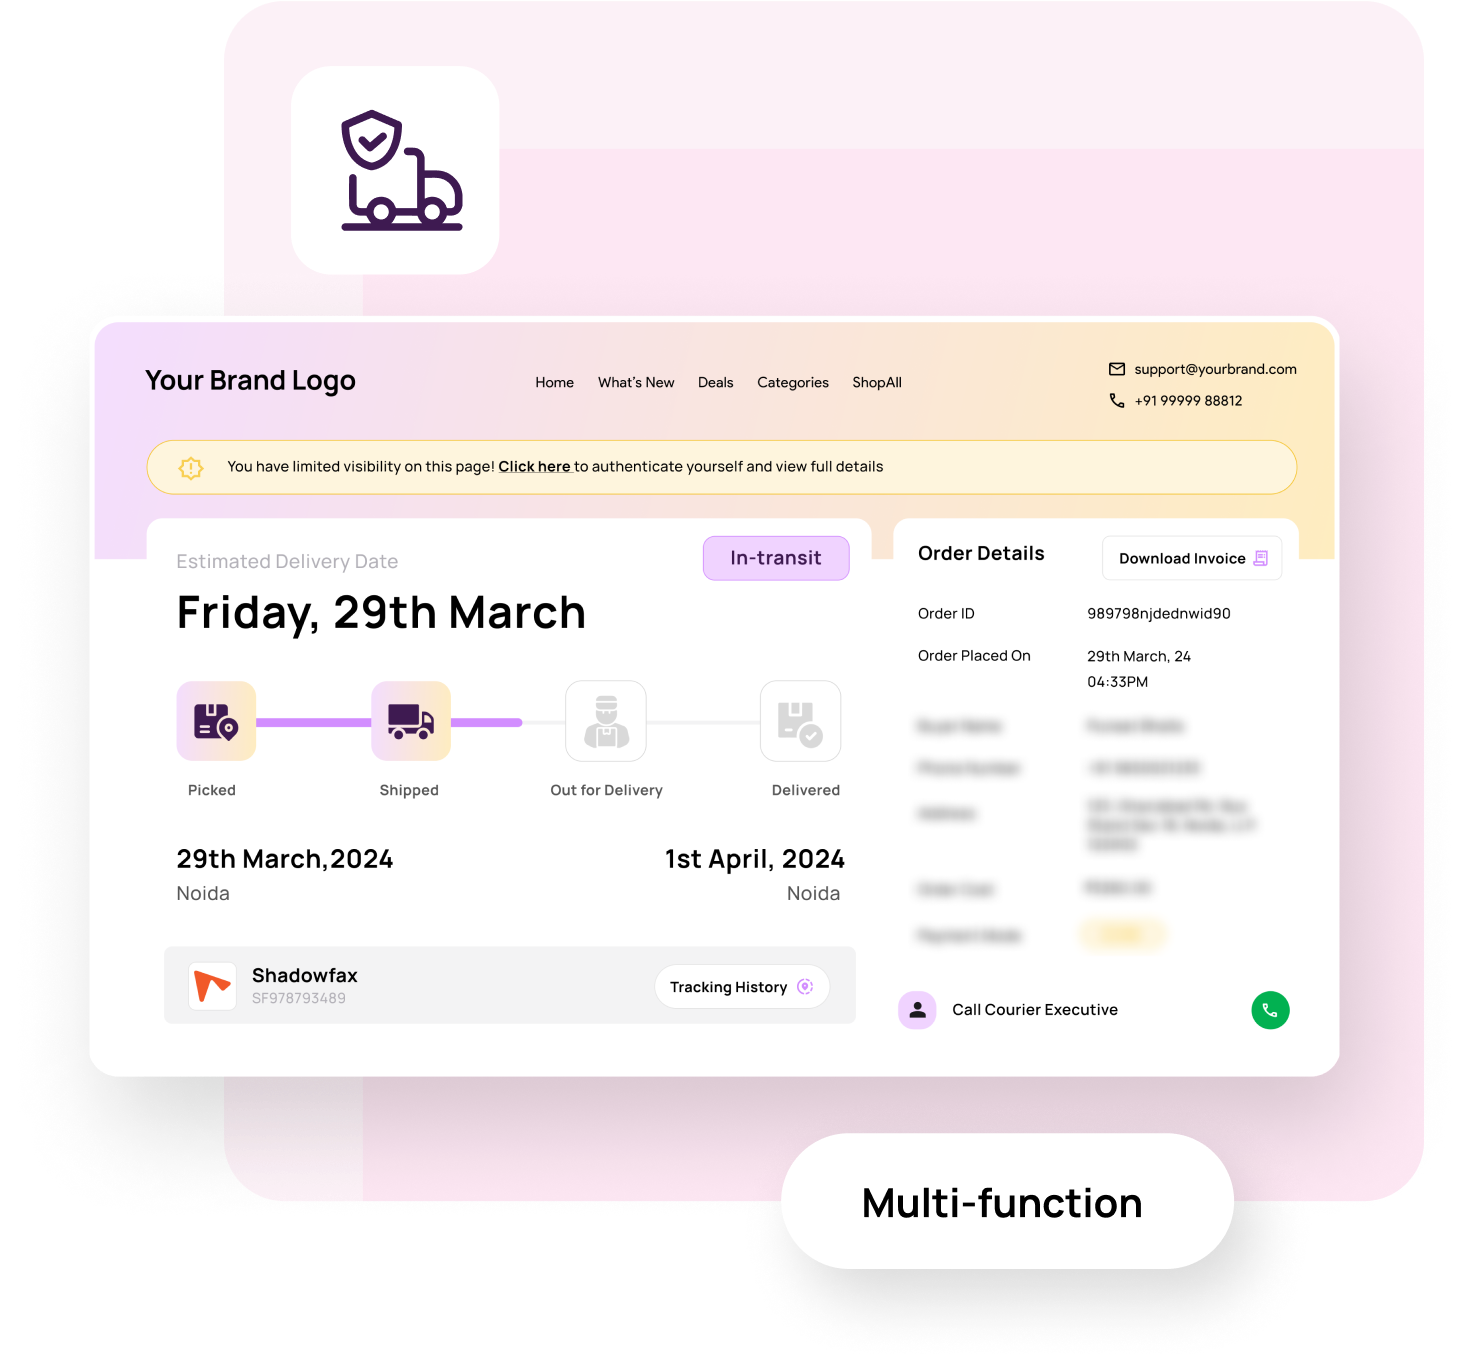 Your Brand Logo
Home What's New Deals Categories ShopAll
support@yourbrand.com
+91 99999 88812
You have limited visibility on this page! Click here to authenticate yourself and view full details
Estimated Delivery Date
In-transit
Friday, 29th March
Picked Shipped Out for Delivery Delivered
29th March,2024 1st April, 2024
Noida Noida
Shadowfax
SF978793489
Tracking History
Order Details
Download Invoice
Order ID 989798njdednwid90
Order Placed On 29th March, 24
04:33PM
Call Courier Executive
Multi-function